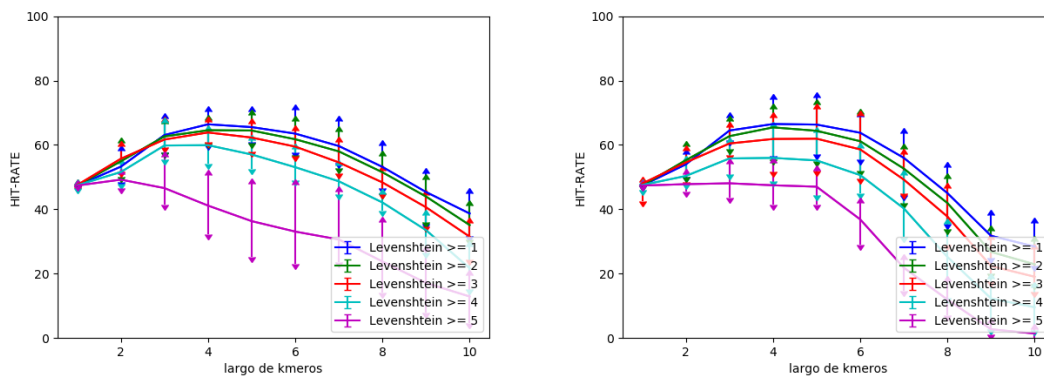 100
80
60
40
20
0
HIT-RATE
2
4
6
8
10
largo de kmeros
Levenshtein >= 1
Levenshtein >= 2
Levenshtein >= 3
Levenshtein >= 4
Levenshtein >= 5
100
80
60
40
20
0
HIT-RATE
2
4
6
8
10
largo de kmeros
Levenshtein >= 1
Levenshtein >= 2
Levenshtein >= 3
Levenshtein >= 4
Levenshtein >= 5